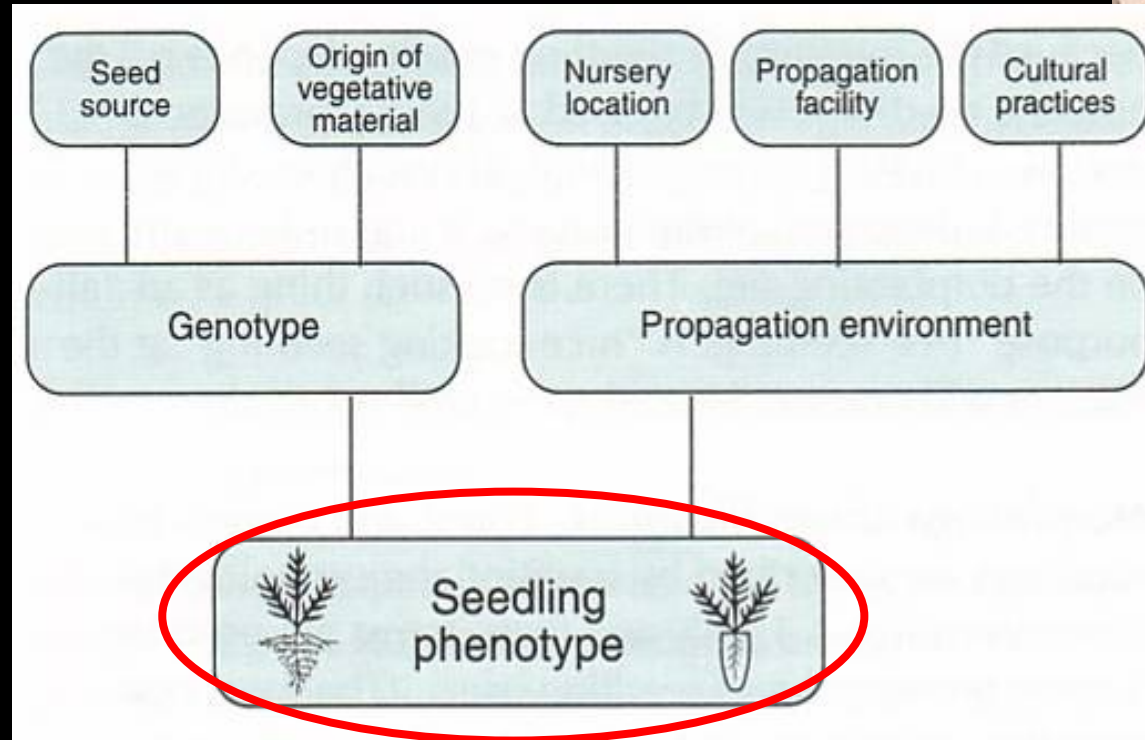 Seed
source
Origin of
vegetative
material
Nursery
location
Propagation
facility
Cultural
practices
Genotype
Propagation environment
Seedling
phenotype